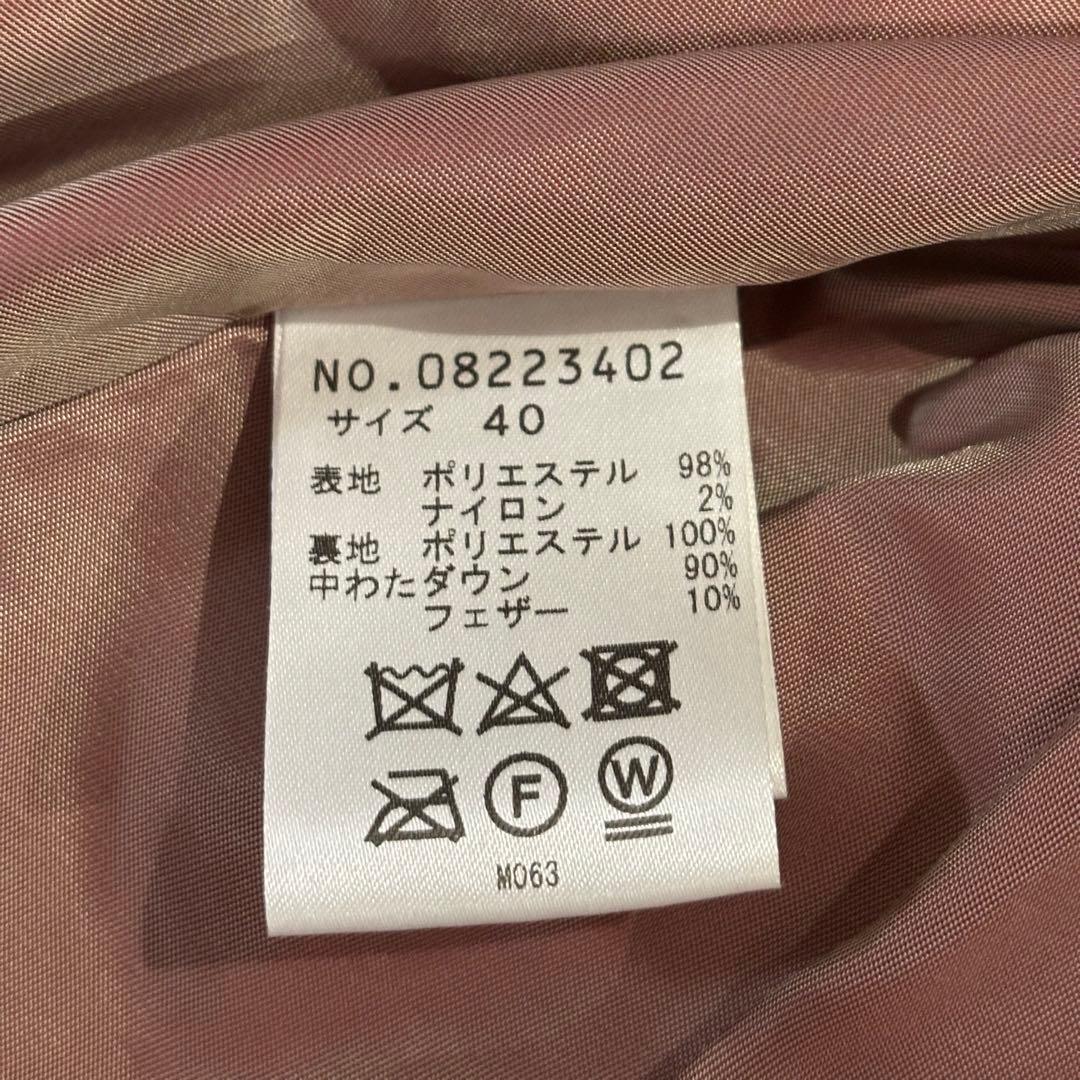 NO.08223402
サイズ 40
表地 ポリエステル 98%
ナイロン 2%
裏地 ポリエステル 100%
中わたダウン 90%
フェザー 10%
F W
M063